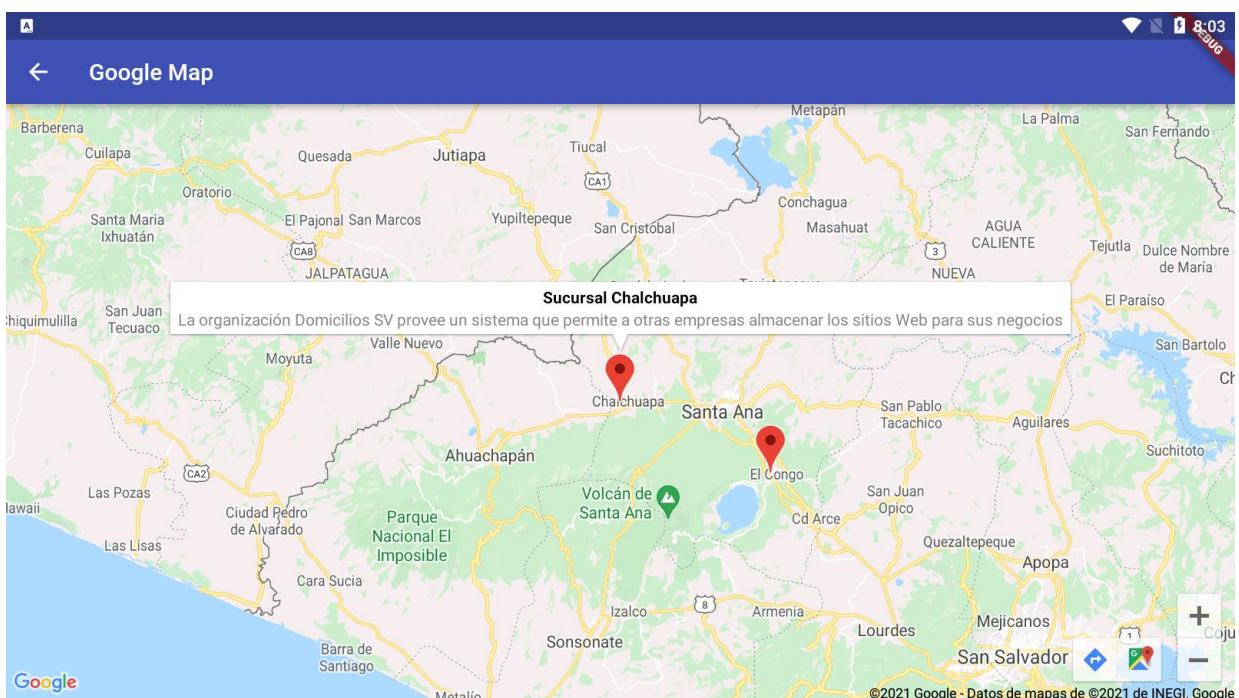 A
8:03
DEBUG
Google Map
Metapán
La Palma
Barberena
San Fernando
Cuilapa
Quesada
Jutiapa
Tiucal
CA1
Oratorio
Conchagua
Santa Maria
Ixhuatán
El Pajonal
San Marcos
Yupiltepeque
San Cristóbal
Masahuat
AGUA
CALIENTE
Tejutla
Dulce Nombre
de María
CA8
3
JALPATAGUA
NUEVA
Sucursal Chalchuapa
La organización Domicilios SV provee un sistema que permite a otras empresas almacenar los sitios Web para sus negocios
El Paraíso
San Juan
Tecuaco
hiquimulilla
Valle Nuevo
San Bartolo
Moyuta
Ch
Chalchuapa
Santa Ana
San Pablo
Tacachico
Aguilares
Ahuachapán
Suchitoto
El Congo
CA2
Las Pozas
Volcán de
Santa Ana
San Juan
Opico
lawaii
Ciudad Pedro
de Alvarado
Parque
Nacional El
Imposible
Cd Arce
Las Lisas
Quezaltepeque
Apopa
Cara Sucia
Izalco
8
Armenia
Mejicanos
+
Lourdes
1
Coju
Sonsonate
Barra de
Santiago
San Salvador
G
−
Google
Metalío
©2021 Google - Datos de mapas de ©2021 de INEGI, Google